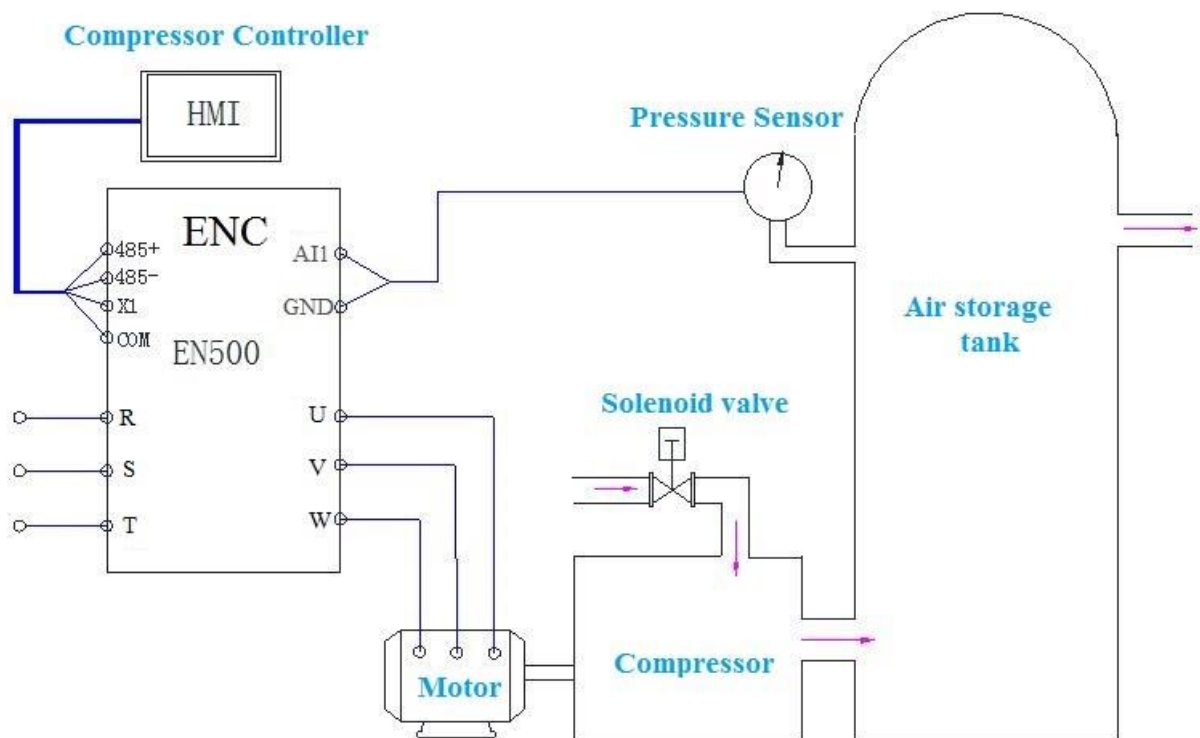 Compressor Controller
HMI
Pressure Sensor
ENC
485+
485-
X1
COM
AI1
GND
EN500
Air storage
tank
Solenoid valve
R
S
T
U
V
W
Motor
Compressor